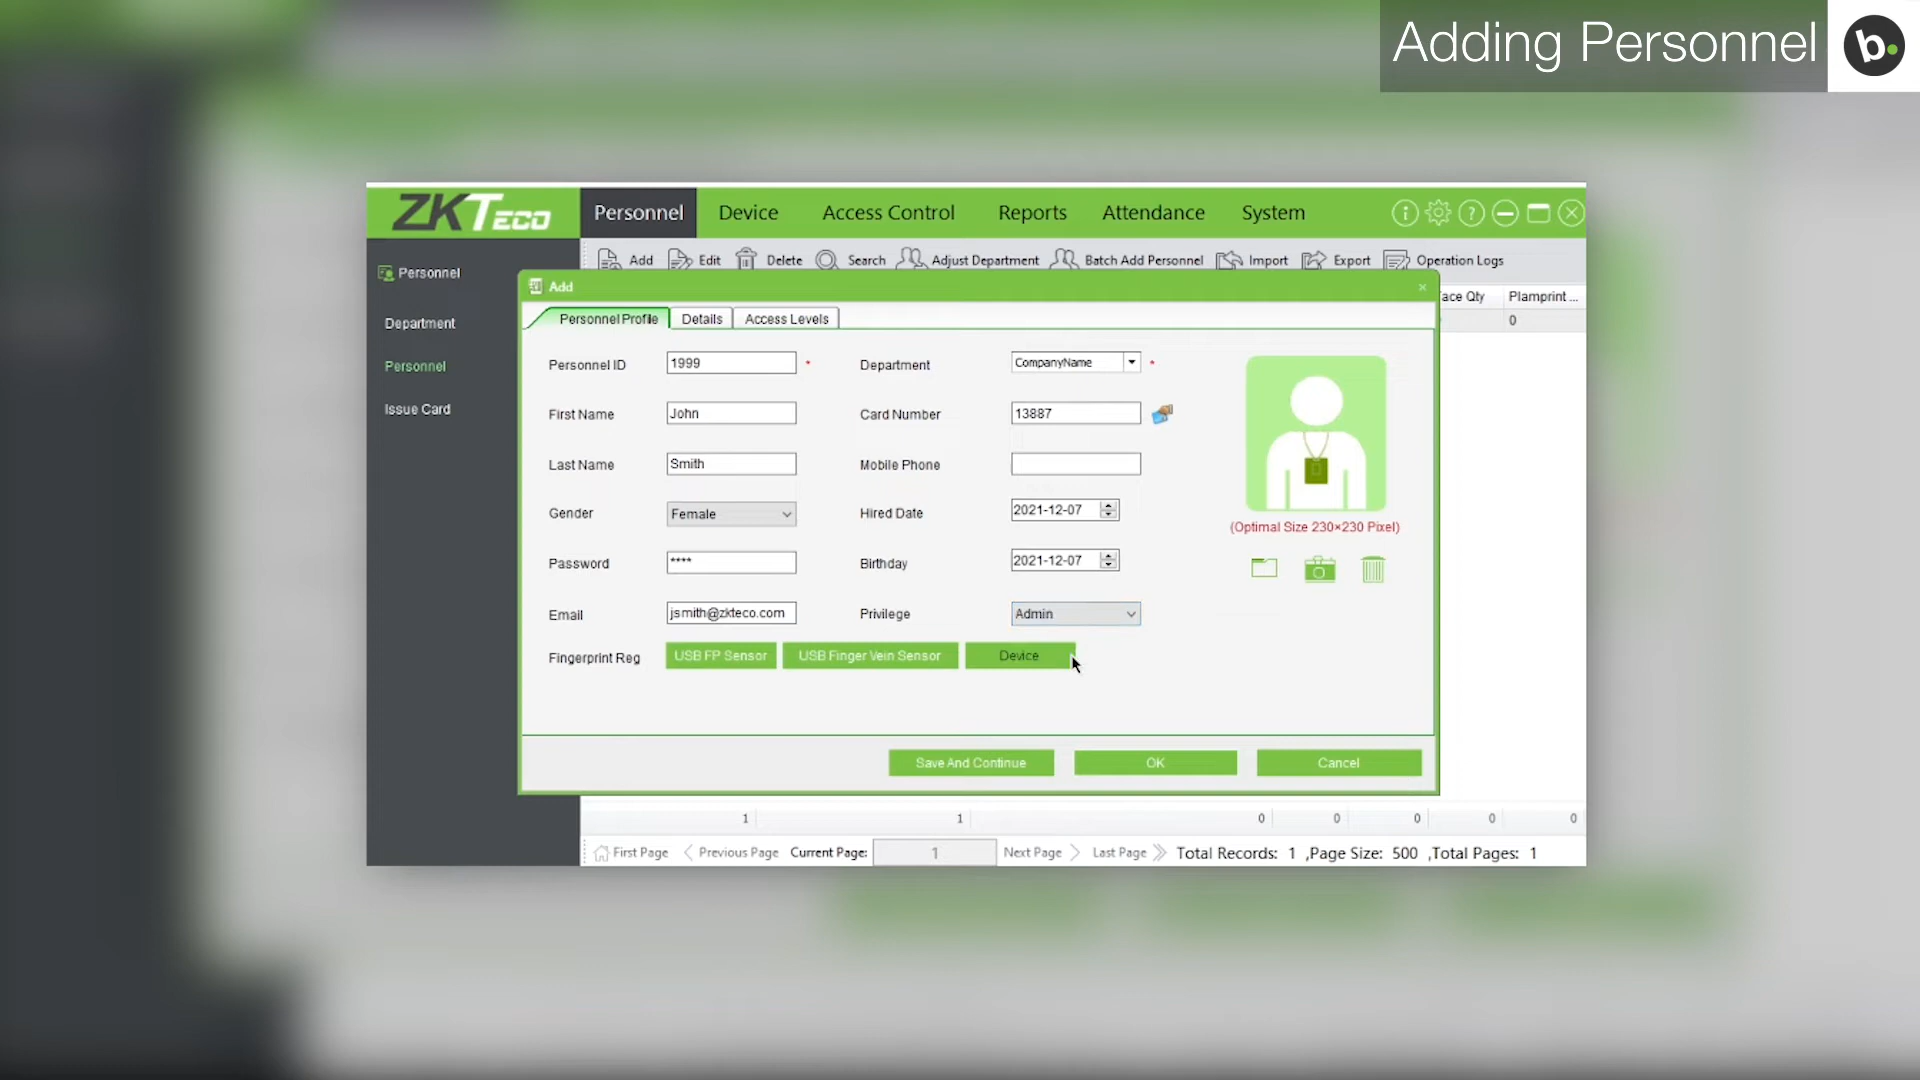 Adding Personnel
b.
ZKTeco
Personnel Device Access Control Reports Attendance System
Personnel
Add Edit Delete Search Adjust Department Batch Add Personnel Import Export Operation Logs
Department
Personnel
Issue Card
Add
ace Qty Plamprint ...
0
Personnel Profile Details Access Levels
Personnel ID 1999 * Department CompanyName *
First Name John Card Number 13887
Last Name Smith Mobile Phone
Gender Female Hired Date 2021-12-07
(Optimal Size 230×230 Pixel)
Password **** Birthday 2021-12-07
Email jsmith@zkteco.com Privilege Admin
Fingerprint Reg USB FP Sensor USB Finger Vein Sensor Device
Save And Continue OK Cancel
1 1 0 0 0 0 0
First Page Previous Page Current Page: 1 Next Page Last Page Total Records: 1 ,Page Size: 500 ,Total Pages: 1